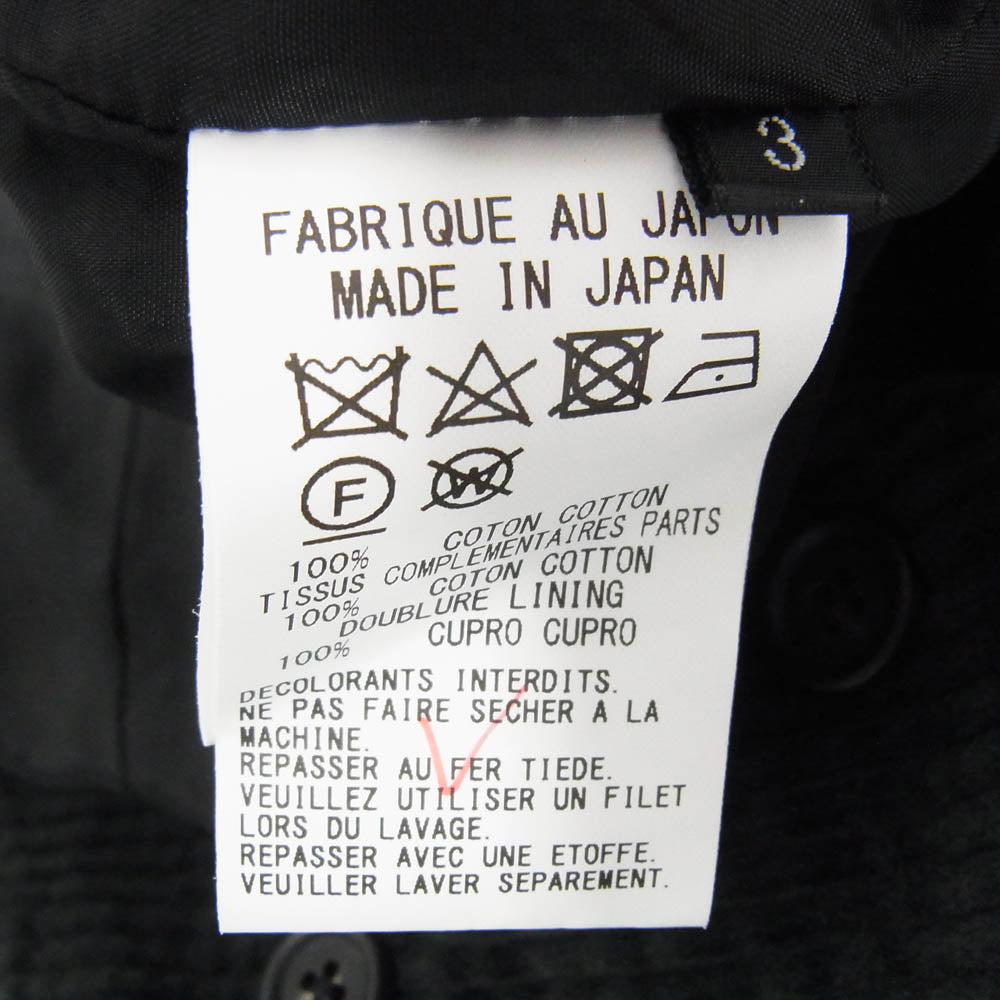 3
FABRIQUE AU JAPON
MADE IN JAPAN
F W
100% COTON COTTON
TISSUS COMPLEMENTAIRES PARTS
100% COTON COTTON
DOUBLURE LINING
100% CUPRO CUPRO
DECOLORANTS INTERDITS.
NE PAS FAIRE SECHER A LA
MACHINE.
REPASSER AU FER TIEDE.
VEUILLEZ UTILISER UN FILET
LORS DU LAVAGE.
REPASSER AVEC UNE ETOFFE.
VEUILLER LAVER SEPAREMENT.